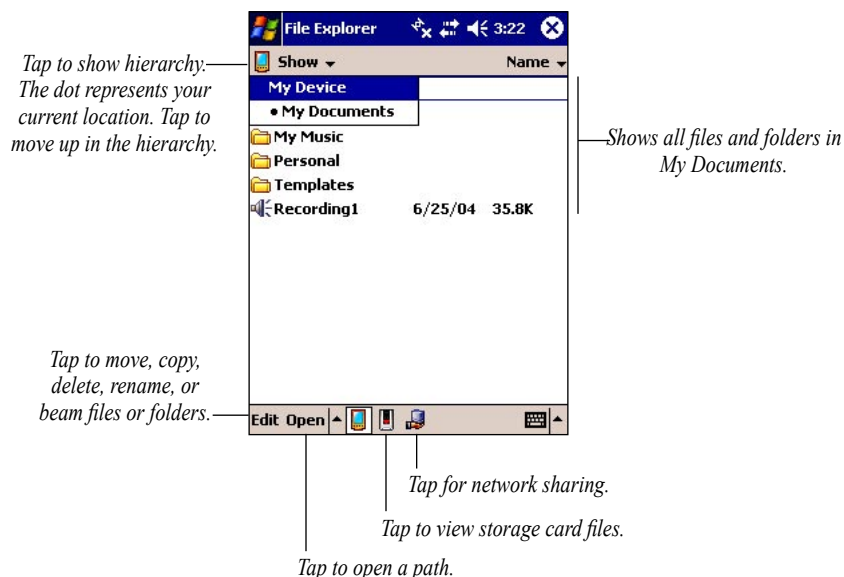 File Explorer 3:22
Show Name
My Device
• My Documents
My Music
Personal
Templates
Recording1 6/25/04 35.8K
Edit Open
Tap to show hierarchy.
The dot represents your
current location. Tap to
move up in the hierarchy.
Shows all files and folders in
My Documents.
Tap to move, copy,
delete, rename, or
beam files or folders.
Tap for network sharing.
Tap to view storage card files.
Tap to open a path.